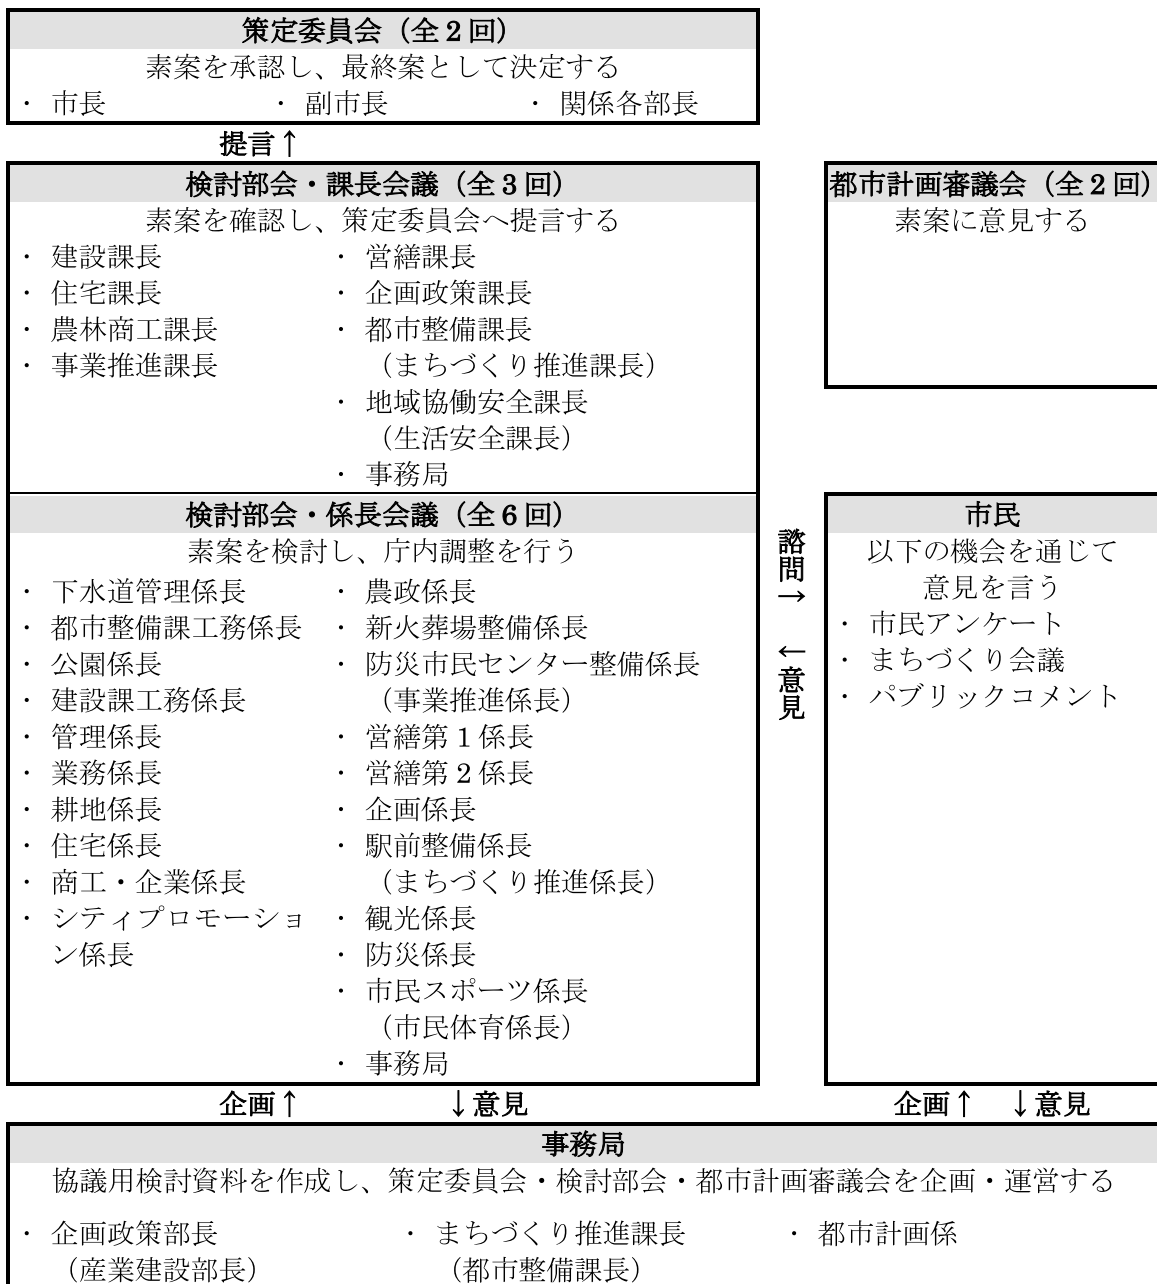 策定委員会（全２回）
素案を承認し、最終案として決定する
・ 市長　・ 副市長　・ 関係各部長
提言↑
検討部会・課長会議（全３回）
素案を確認し、策定委員会へ提言する
・ 建設課長
・ 住宅課長
・ 農林商工課長
・ 事業推進課長
・ 営繕課長
・ 企画政策課長
・ 都市整備課長
（まちづくり推進課長）
・ 地域協働安全課長
（生活安全課長）
・ 事務局
都市計画審議会（全２回）
素案に意見する
検討部会・係長会議（全６回）
素案を検討し、庁内調整を行う
・ 下水道管理係長
・ 都市整備課工務係長
・ 公園係長
・ 建設課工務係長
・ 管理係長
・ 業務係長
・ 耕地係長
・ 住宅係長
・ 商工・企業係長
・ シティプロモーショ
ン係長
・ 農政係長
・ 新火葬場整備係長
・ 防災市民センター整備係長
（事業推進係長）
・ 営繕第１係長
・ 営繕第２係長
・ 企画係長
・ 駅前整備係長
（まちづくり推進係長）
・ 観光係長
・ 防災係長
・ 市民スポーツ係長
（市民体育係長）
・ 事務局
諮問→
←意見
市民
以下の機会を通じて
意見を言う
・ 市民アンケート
・ まちづくり会議
・ パブリックコメント
企画↑　↓意見
企画↑　↓意見
事務局
協議用検討資料を作成し、策定委員会・検討部会・都市計画審議会を企画・運営する
・ 企画政策部長
（産業建設部長）
・ まちづくり推進課長
（都市整備課長）
・ 都市計画係